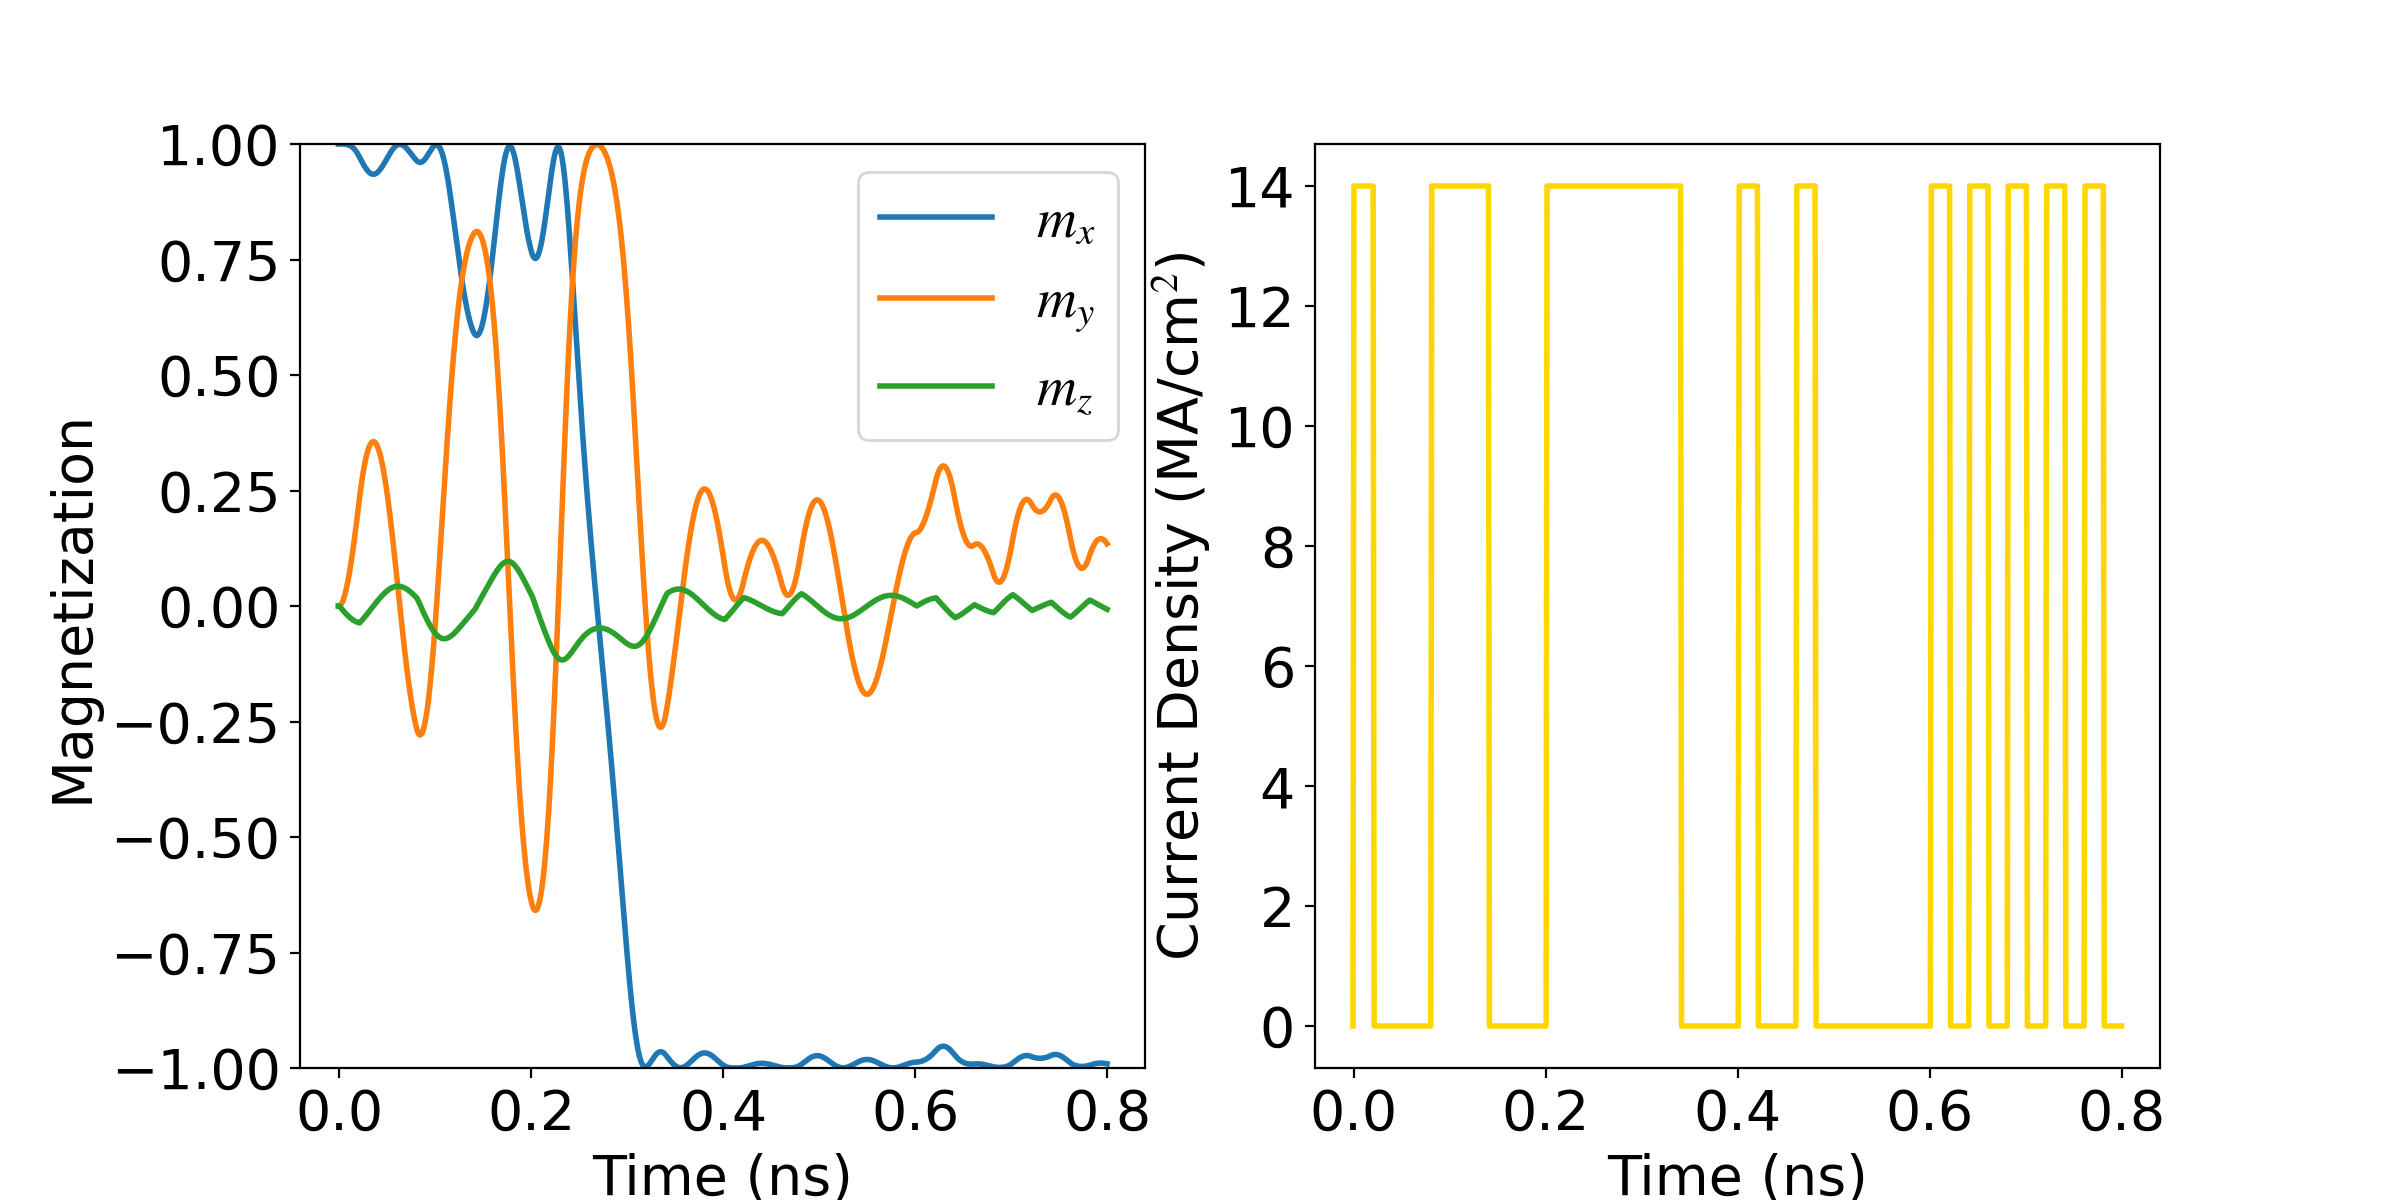 1.00
0.75
0.50
0.25
0.00
−0.25
−0.50
−0.75
−1.00
Magnetization
0.0 0.2 0.4 0.6 0.8
Time (ns)
m_x
m_y
m_z
14
12
10
8
6
4
2
0
Current Density (MA/cm²)
0.0 0.2 0.4 0.6 0.8
Time (ns)